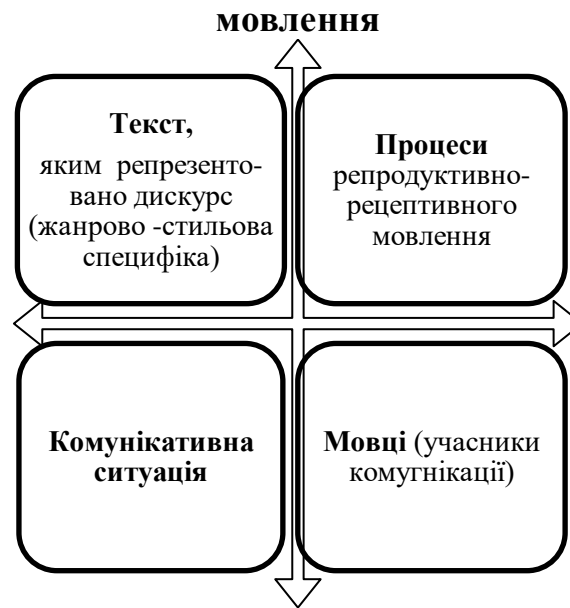 мовлення
Текст,
яким репрезенто-
вано дискурс
(жанрово -стильова
специфіка)
Процеси
репродуктивно-
рецептивного
мовлення
Комунікативна
ситуація
Мовці (учасники
комугнікації)